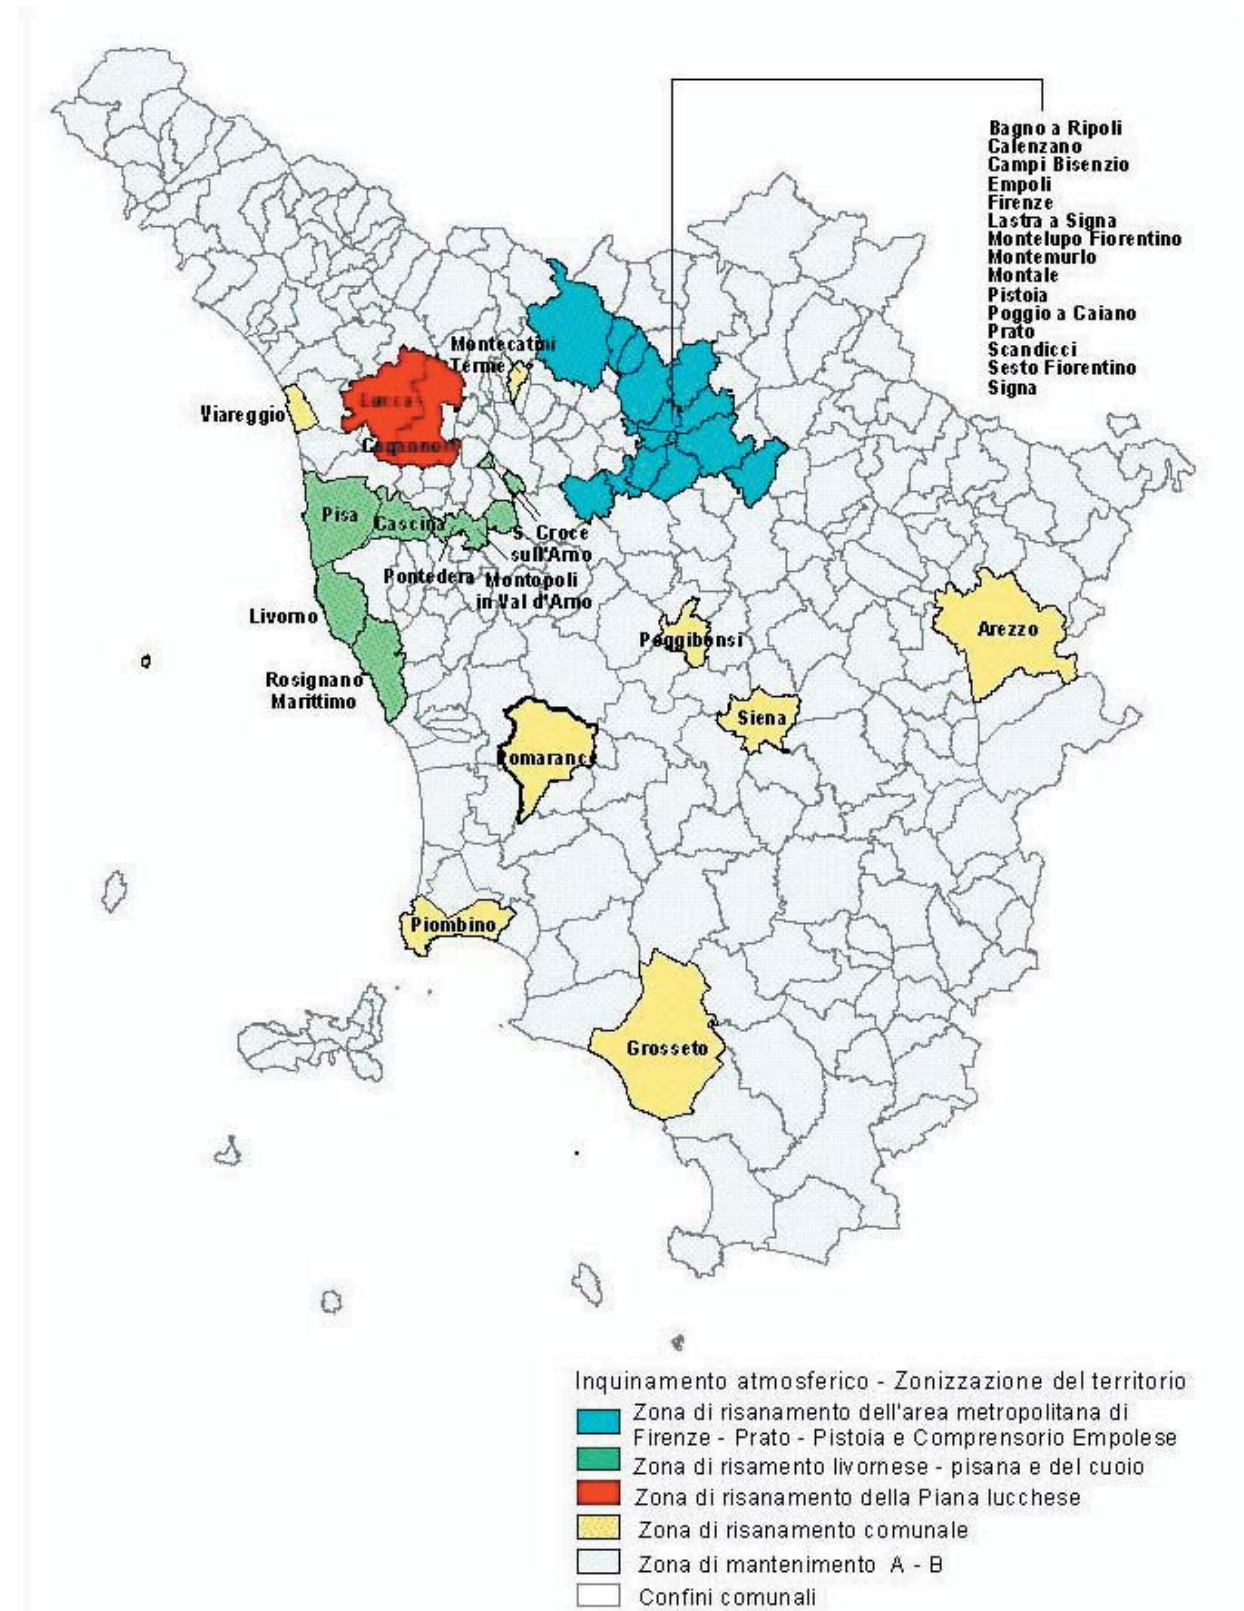 Bagno a Ripoli
Calenzano
Campi Bisenzio
Empoli
Firenze
Lastra a Signa
Montelupo Fiorentino
Montemurlo
Montale
Pistoia
Poggio a Caiano
Prato
Scandicci
Sesto Fiorentino
Signa
Montecatini
Terme
Lucca
Viareggio
Pisa
Cascina
S. Croce
sull'Arno
Pontedera
Montopoli
in Val d'Arno
Livorno
Poggibonsi
Arezzo
Rosignano
Marittimo
Siena
omaranc
Piombino
Grosseto
Inquinamento atmosferico - Zonizzazione del territorio
Zona di risanamento dell'area metropolitana di
Firenze - Prato - Pistoia e Comprensorio Empolese
Zona di risamento livornese - pisana e del cuoio
Zona di risanamento della Piana lucchese
Zona di risanamento comunale
Zona di mantenimento A - B
Confini comunali